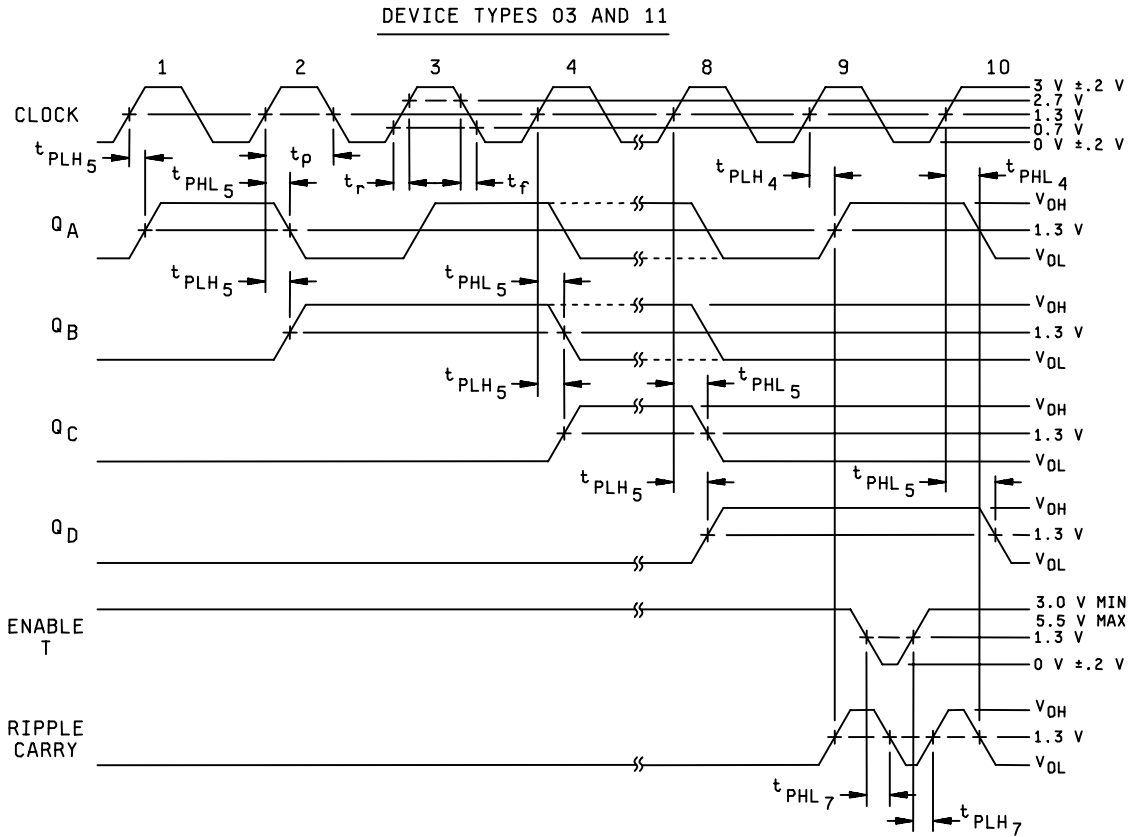 DEVICE TYPES 03 AND 11
1 2 3 4 8 9 10
CLOCK
3 V ±.2 V
2.7 V
1.3 V
0.7 V
0 V ±.2 V
tPLH5
tPHL5
tp
tr
tf
tPLH4
tPHL4
QA
VOH
1.3 V
VOL
tPLH5
tPHL5
QB
VOH
1.3 V
VOL
tPLH5
tPHL5
QC
VOH
1.3 V
VOL
tPLH5
tPHL5
QD
VOH
1.3 V
VOL
ENABLE
T
3.0 V MIN
5.5 V MAX
1.3 V
0 V ±.2 V
RIPPLE
CARRY
VOH
1.3 V
VOL
tPHL7
tPLH7